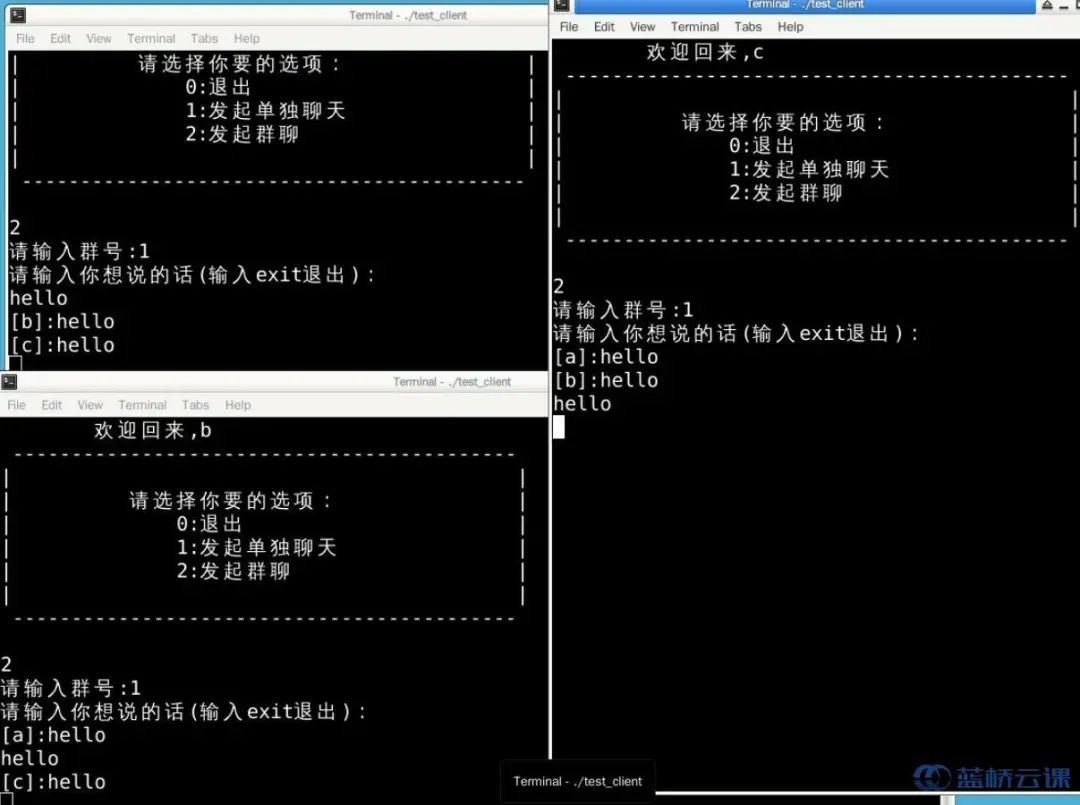 Terminal - ./test_client
File Edit View Terminal Tabs Help
请选择你要的选项：
0:退出
1:发起单独聊天
2:发起群聊
2
请输入群号:1
请输入你想说的话(输入exit退出)：
hello
[b]:hello
[c]:hello
Terminal - ./test_client
File Edit View Terminal Tabs Help
欢迎回来,b
请选择你要的选项：
0:退出
1:发起单独聊天
2:发起群聊
2
请输入群号:1
请输入你想说的话(输入exit退出)：
[a]:hello
hello
[c]:hello
Terminal - ./test_client
File Edit View Terminal Tabs Help
欢迎回来,c
请选择你要的选项：
0:退出
1:发起单独聊天
2:发起群聊
2
请输入群号:1
请输入你想说的话(输入exit退出)：
[a]:hello
[b]:hello
hello
Terminal - ./test_client
蓝桥云课